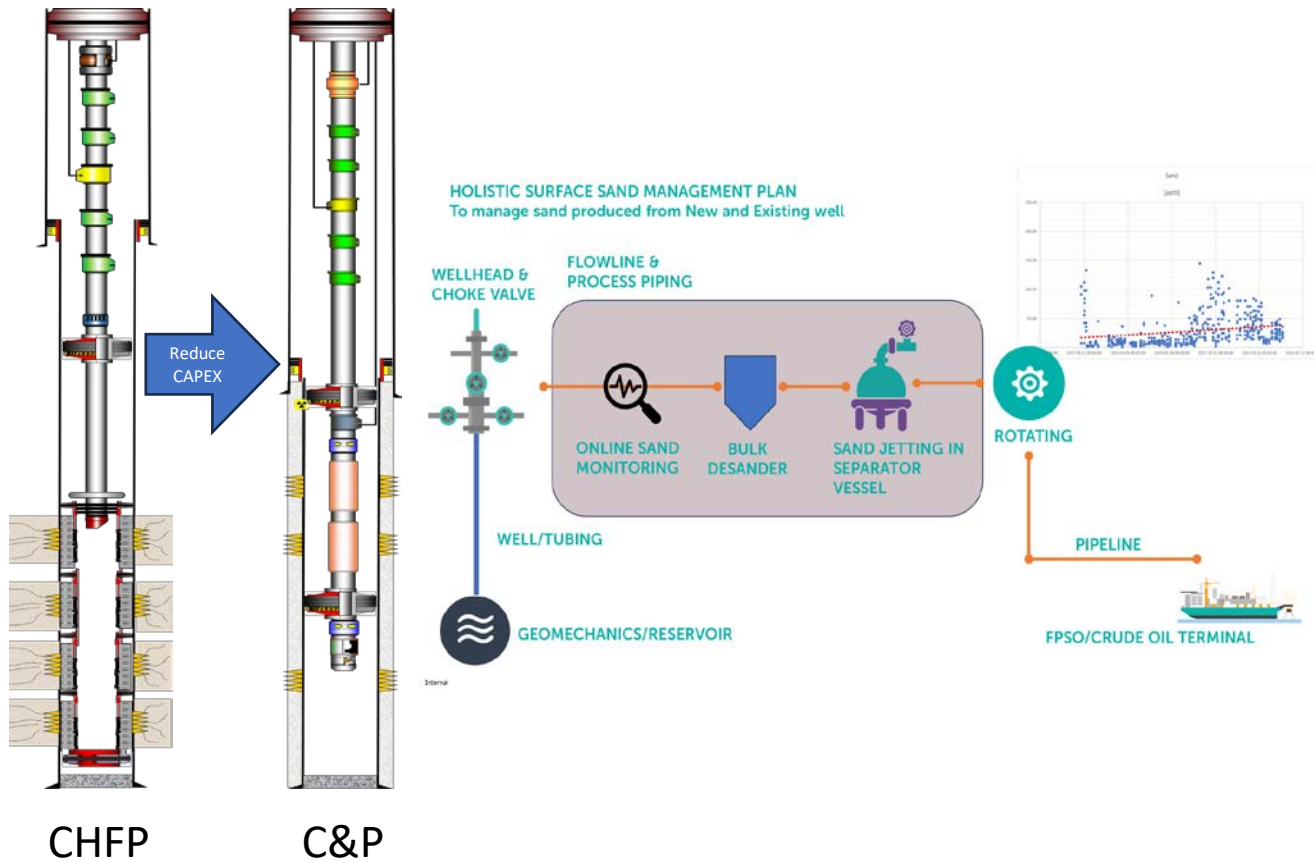 Reduce
CAPEX
CHFP
C&P
HOLISTIC SURFACE SAND MANAGEMENT PLAN
To manage sand produced from New and Existing well
WELLHEAD &
CHOKE VALVE
FLOWLINE &
PROCESS PIPING
ONLINE SAND
MONITORING
BULK
DESANDER
SAND JETTING IN
SEPARATOR
VESSEL
WELL/TUBING
GEOMECHANICS/RESERVOIR
Internal
Sand
[pptb]
ROTATING
PIPELINE
FPSO/CRUDE OIL TERMINAL